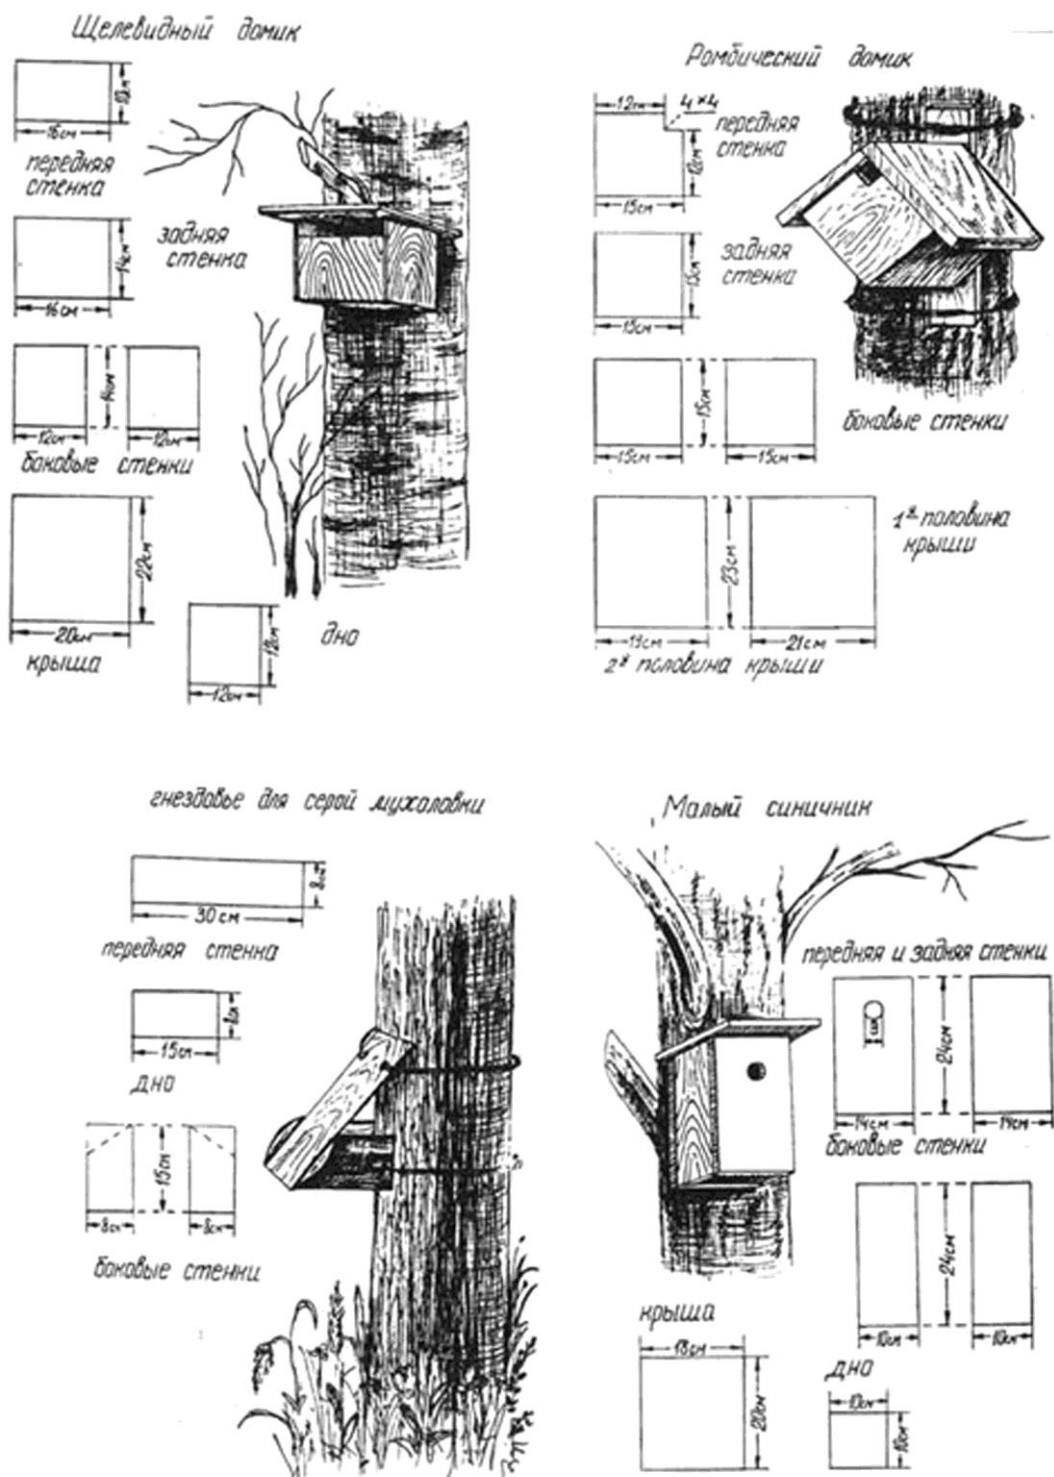 Щелевидный домик
10см
16см
передняя
стенка
14см
16см
задняя
стенка
14см
12см
12см
боковые стенки
22см
20см
крыша
12см
12см
дно
Ромбический домик
12см
4×4
12см
15см
передняя
стенка
15см
15см
задняя
стенка
15см
15см
15см
боковые стенки
23см
21см
1я половина
крыши
2я половина крыши
гнездовье для серой мухоловки
8см
30см
передняя стенка
8см
15см
дно
15см
8см
8см
боковые стенки
Малый синичник
передняя и задняя стенки
24см
14см
14см
боковые стенки
24см
10см
10см
крыша
18см
20см
дно
10см
10см